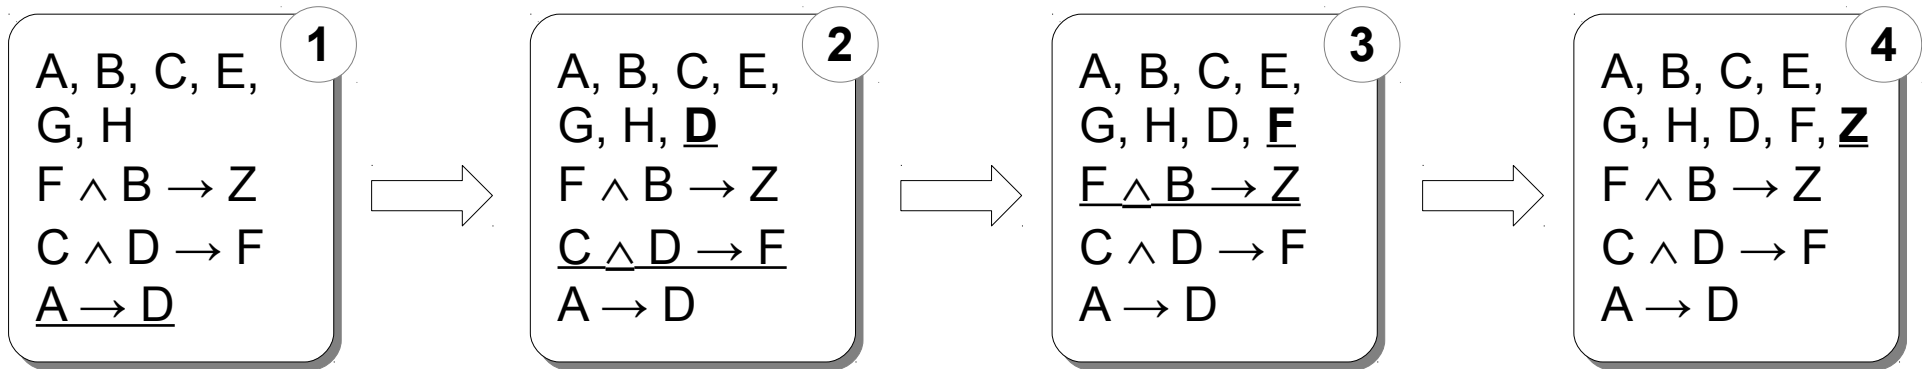 1
A, B, C, E,
G, H
F ∧ B → Z
C ∧ D → F
A → D
2
A, B, C, E,
G, H, D
F ∧ B → Z
C ∧ D → F
A → D
3
A, B, C, E,
G, H, D, F
F ∧ B → Z
C ∧ D → F
A → D
4
A, B, C, E,
G, H, D, F, Z
F ∧ B → Z
C ∧ D → F
A → D